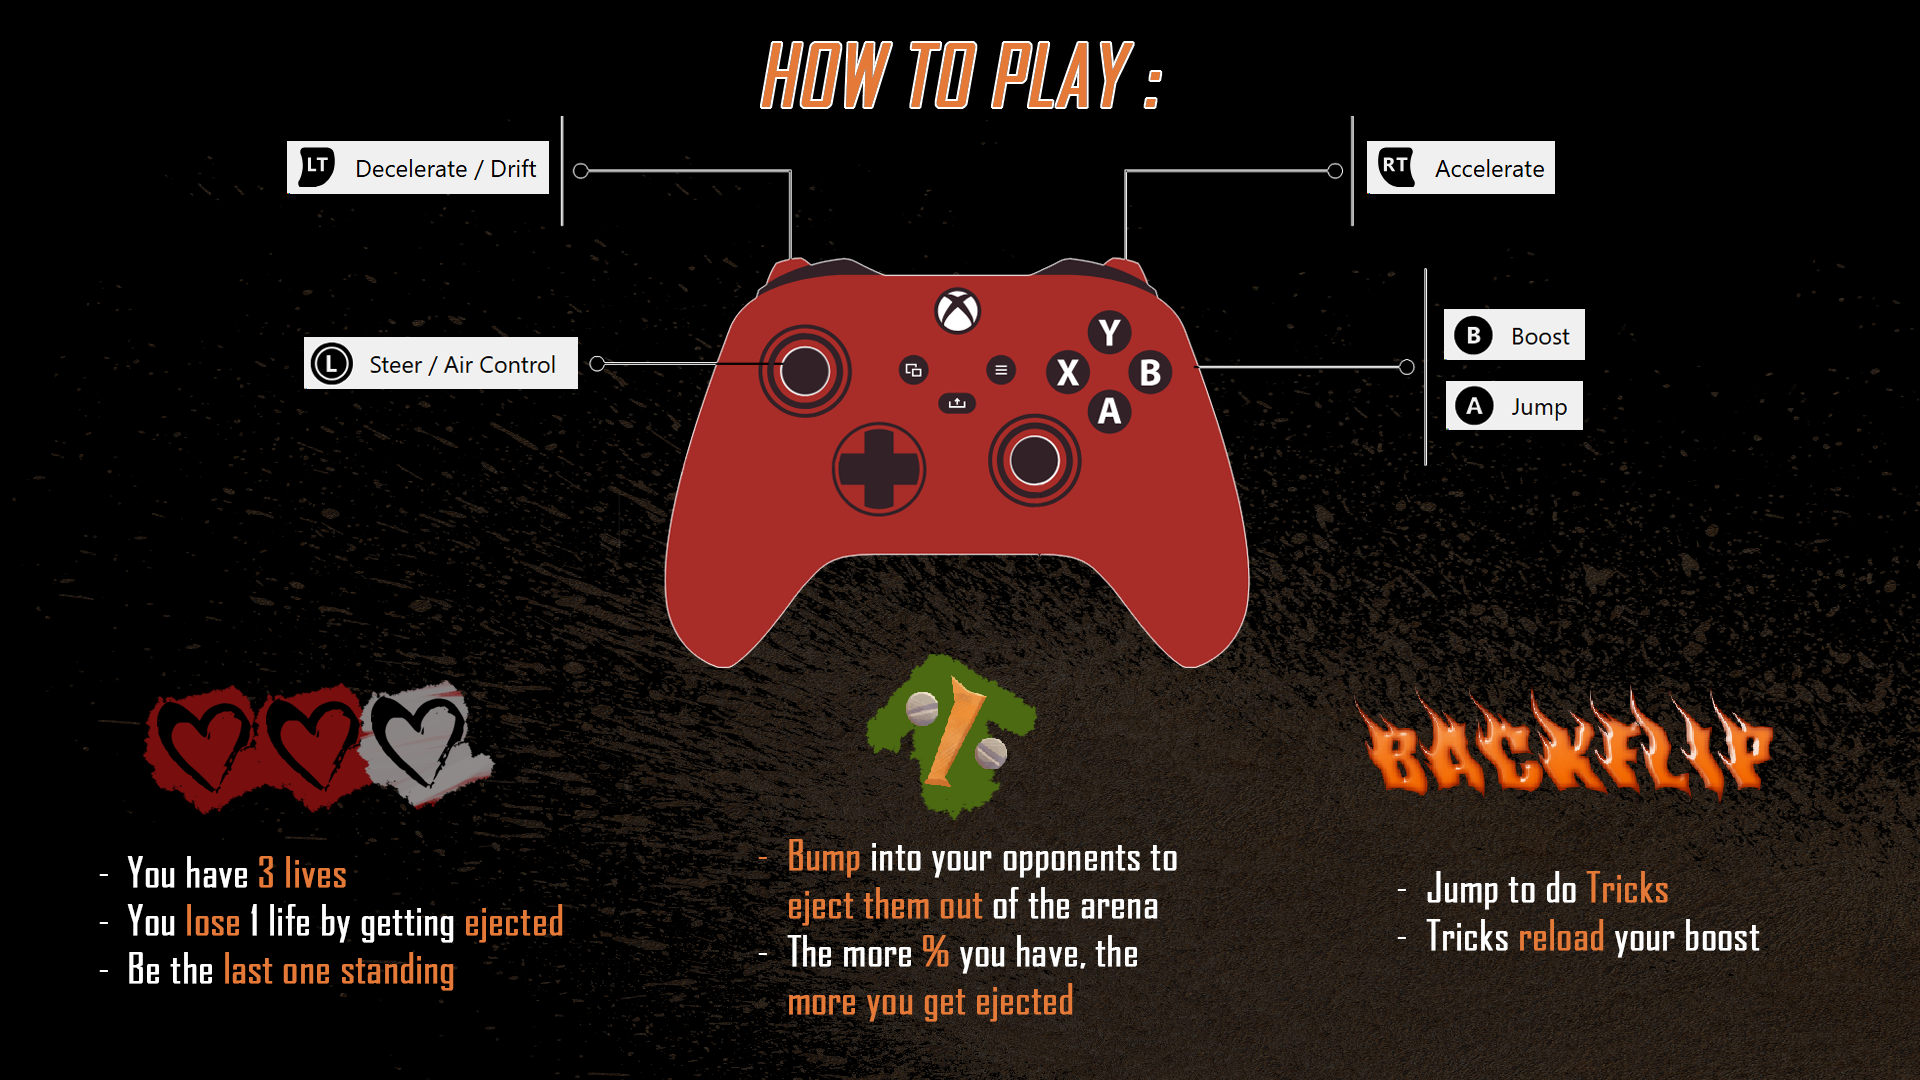 HOW TO PLAY :
LT Decelerate / Drift
RT Accelerate
L Steer / Air Control
B Boost
A Jump
Y
X B
A
BACKFLIP
- You have 3 lives
- You lose 1 life by getting ejected
- Be the last one standing
- Bump into your opponents to
eject them out of the arena
- The more % you have, the
more you get ejected
- Jump to do Tricks
- Tricks reload your boost